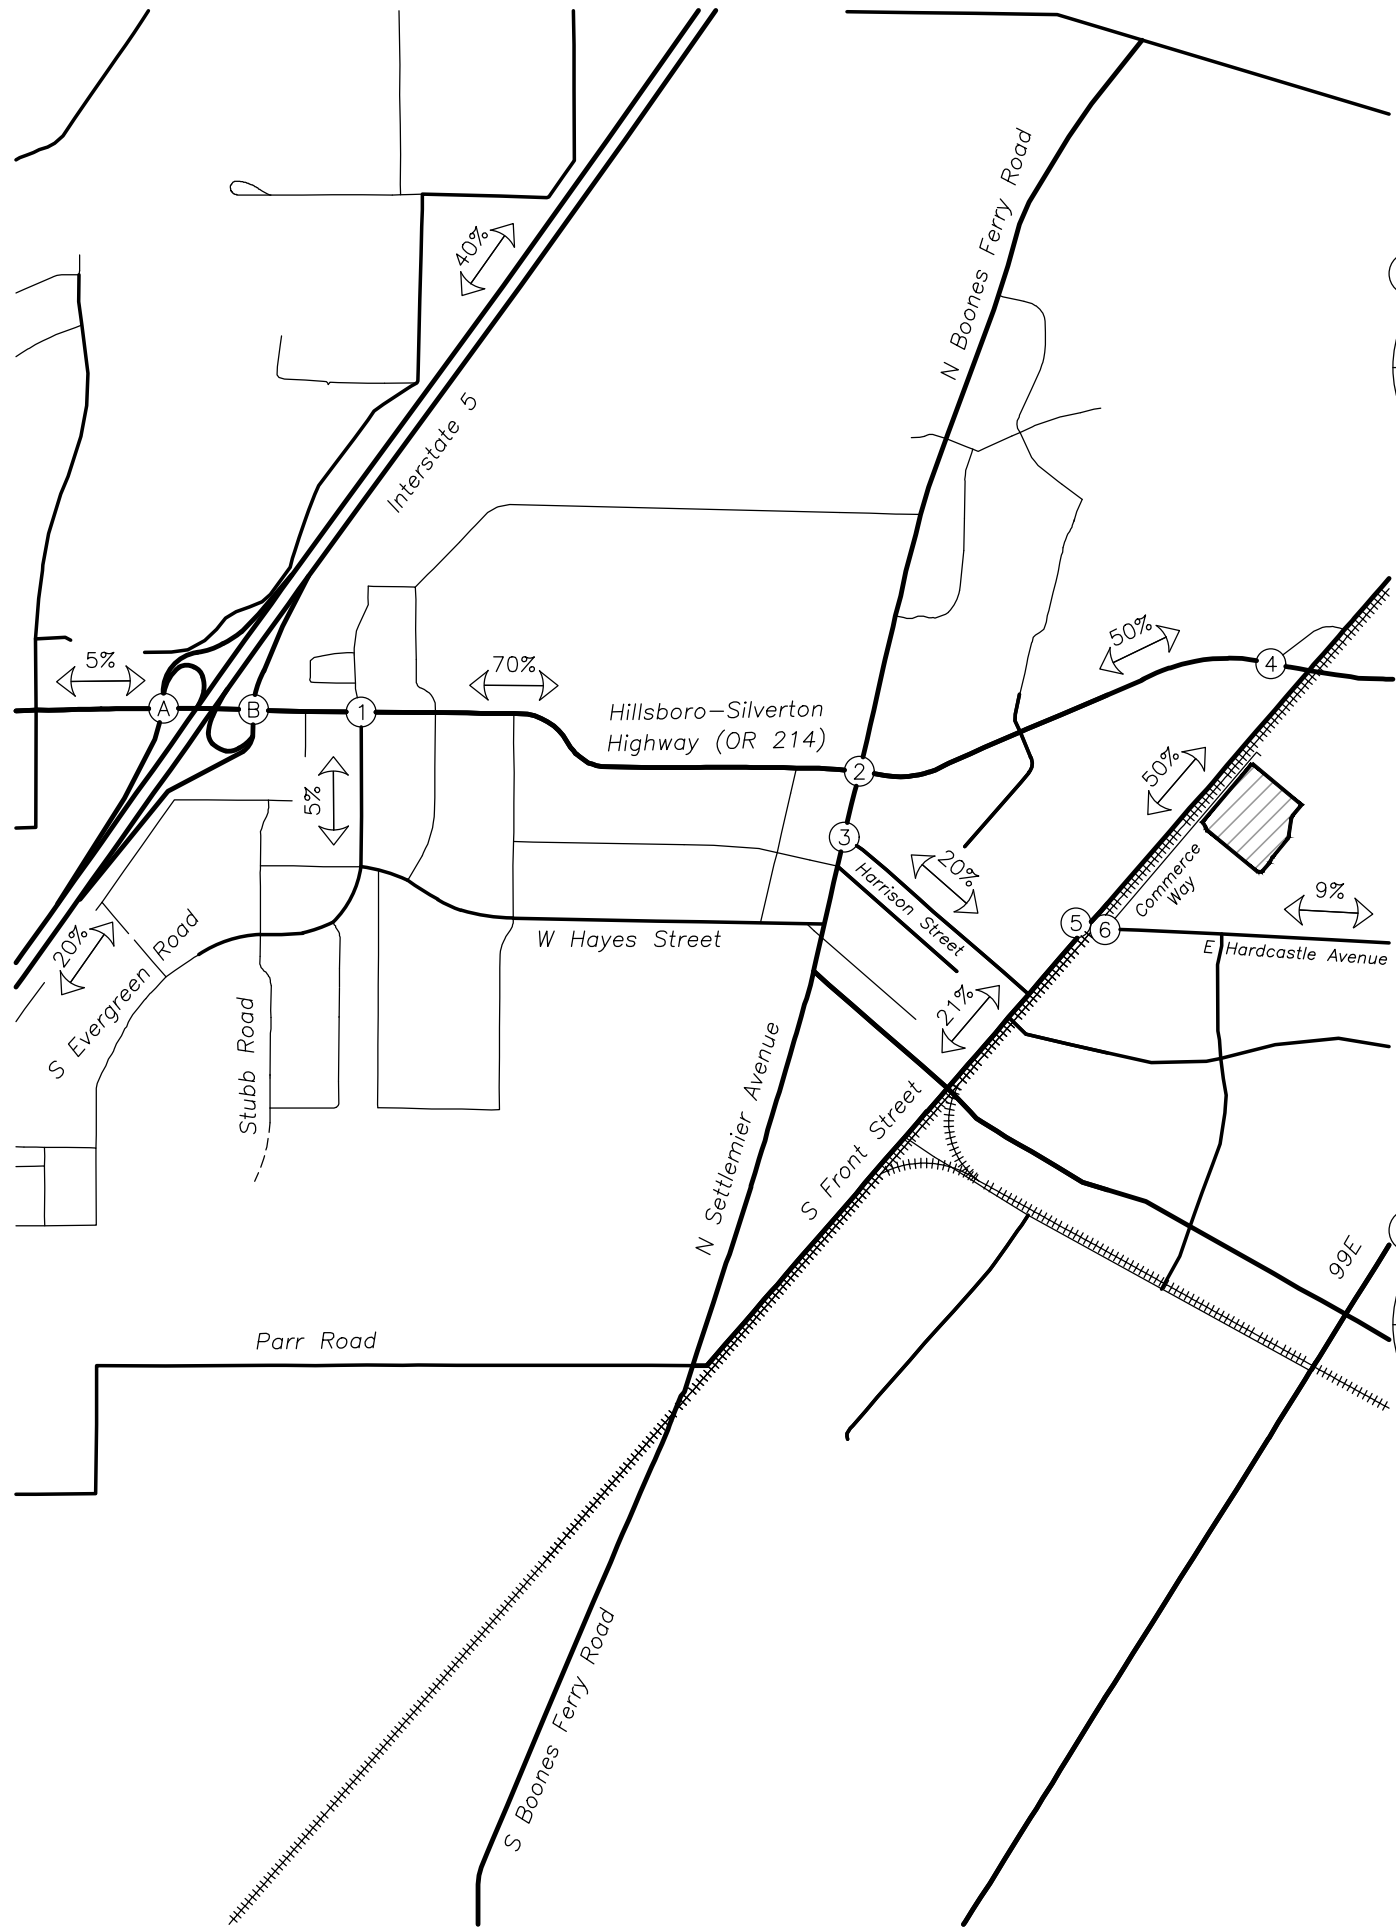 N Boones Ferry Road
40%
Interstate 5
50%
5%
70%
4
A
B
1
Hillsboro-Silverton
Highway (OR 214)
2
50%
5%
3
20%
Harrison Street
Commerce
Way
9%
5
6
20%
S Evergreen Road
W Hayes Street
E Hardcastle Avenue
21%
Stubb Road
N Settlemier Avenue
S Front Street
99E
Parr Road
S Boones Ferry Road